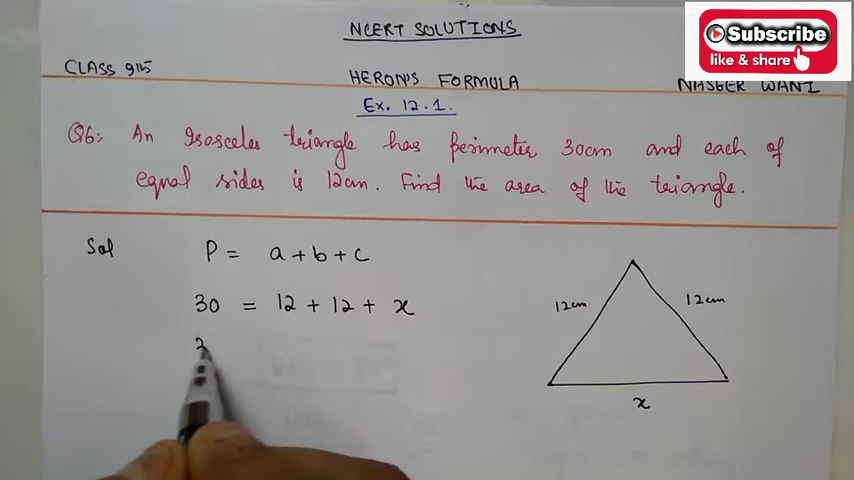 NCERT SOLUTIONS
Subscribe
like & share
CLASS 9th
HERON'S FORMULA
NASEER WANI
Ex. 12.1.
Q6: An Isosceles triangle has perimeter 30cm and each of
equal sides is 12cm. Find the area of the triangle.
Sol
P = a + b + c
30 = 12 + 12 + x
3
12cm
12cm
x